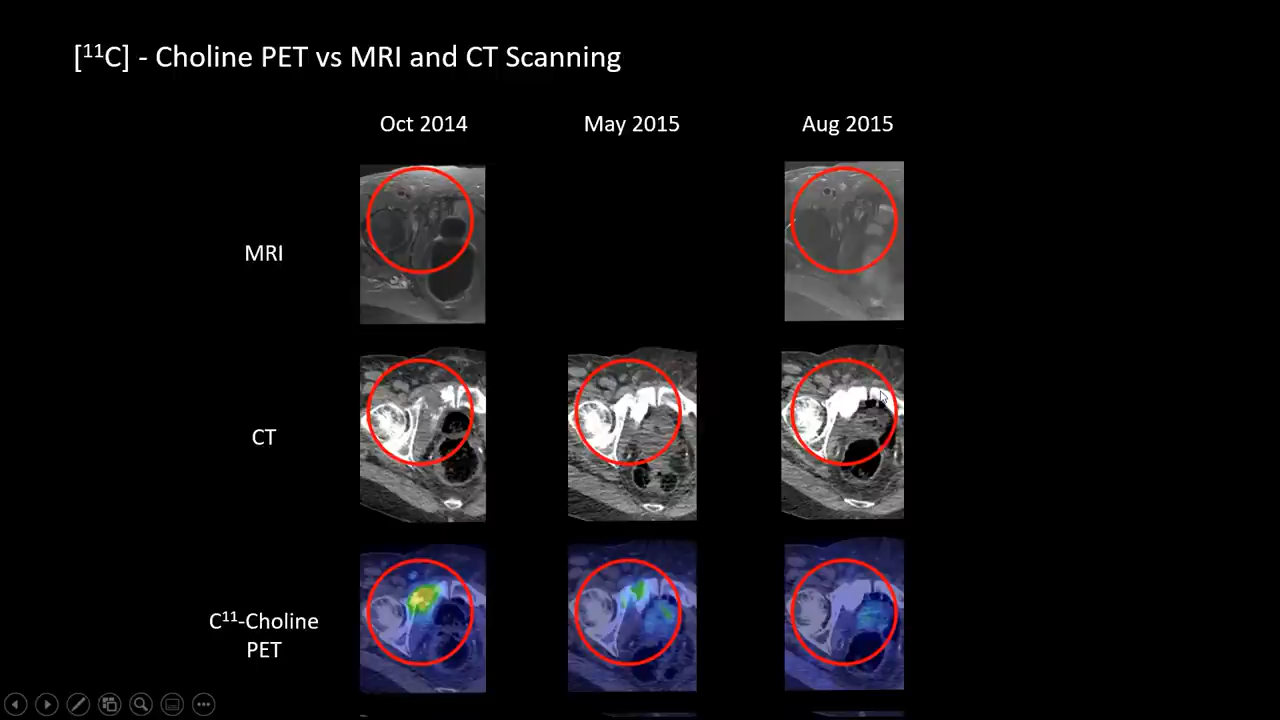 [¹¹C] - Choline PET vs MRI and CT Scanning
Oct 2014
May 2015
Aug 2015
MRI
CT
C¹¹-Choline
PET